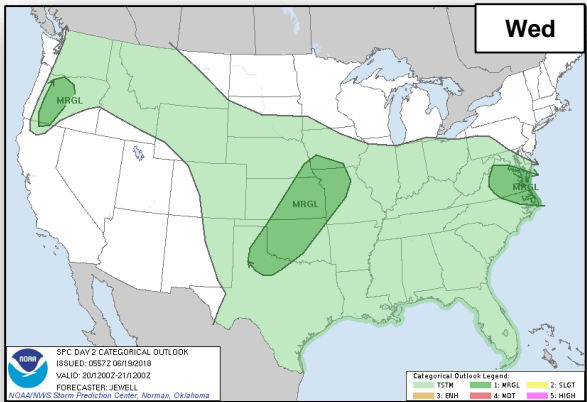 Wed
MRGL
MRGL
MRGL
SPC DAY 2 CATEGORICAL OUTLOOK
ISSUED: 0557Z 06/19/2018
VALID: 20/1200Z-21/1200Z
FORECASTER: JEWELL
NOAA/NWS Storm Prediction Center, Norman, Oklahoma
NOAA
Categorical Outlook Legend:
TSTM 1: MRGL 2: SLGT
3: ENH 4: MDT 5: HIGH